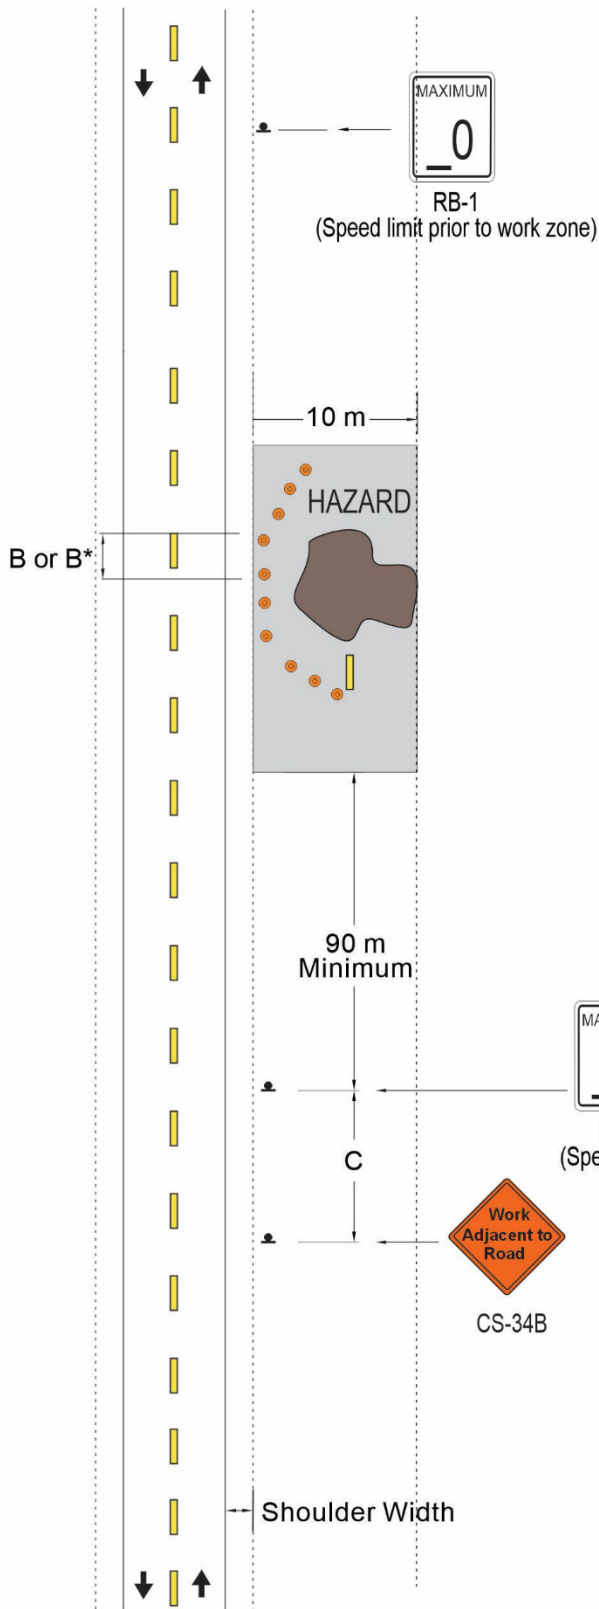 MAXIMUM
_0
RB-1
(Speed limit prior to work zone)
10 m
HAZARD
B or B*
90 m
Minimum
C
Work
Adjacent to
Road
CS-34B
Shoulder Width